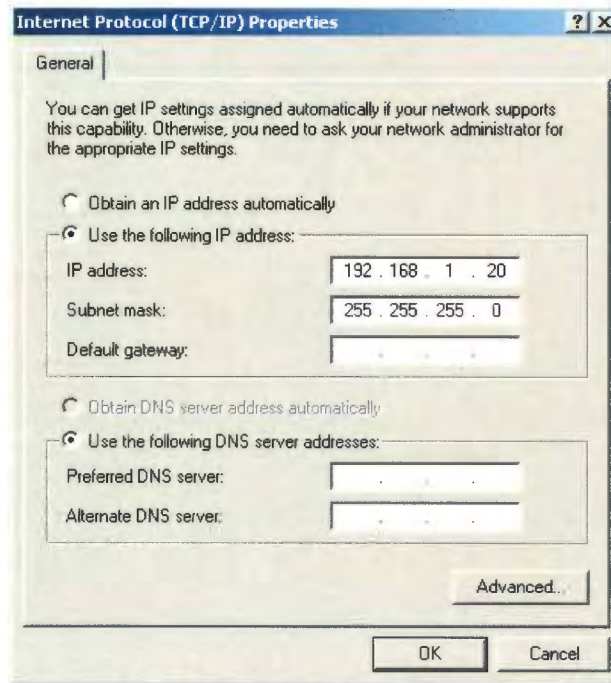 Internet Protocol (TCP/IP) Properties
General
You can get IP settings assigned automatically if your network supports
this capability. Otherwise, you need to ask your network administrator for
the appropriate IP settings.
Obtain an IP address automatically
Use the following IP address:
IP address: 192 . 168 . 1 . 20
Subnet mask: 255 . 255 . 255 . 0
Default gateway: . . .
Obtain DNS server address automatically
Use the following DNS server addresses:
Preferred DNS server: . . .
Alternate DNS server: . . .
Advanced...
OK Cancel